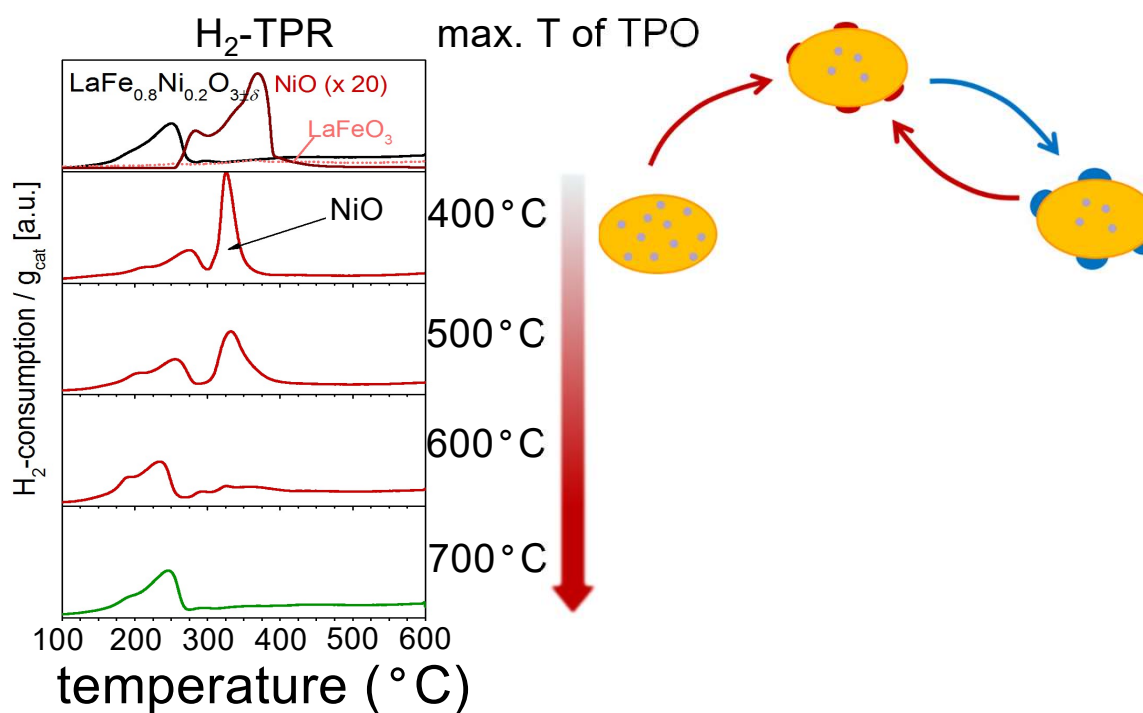 H₂-TPR
max. T of TPO
LaFe₀.₈Ni₀.₂O₃±δ
NiO (x 20)
LaFeO₃
NiO
400°C
500°C
600°C
700°C
H₂-consumption / g_cat [a.u.]
100 200 300 400 500 600
temperature (°C)